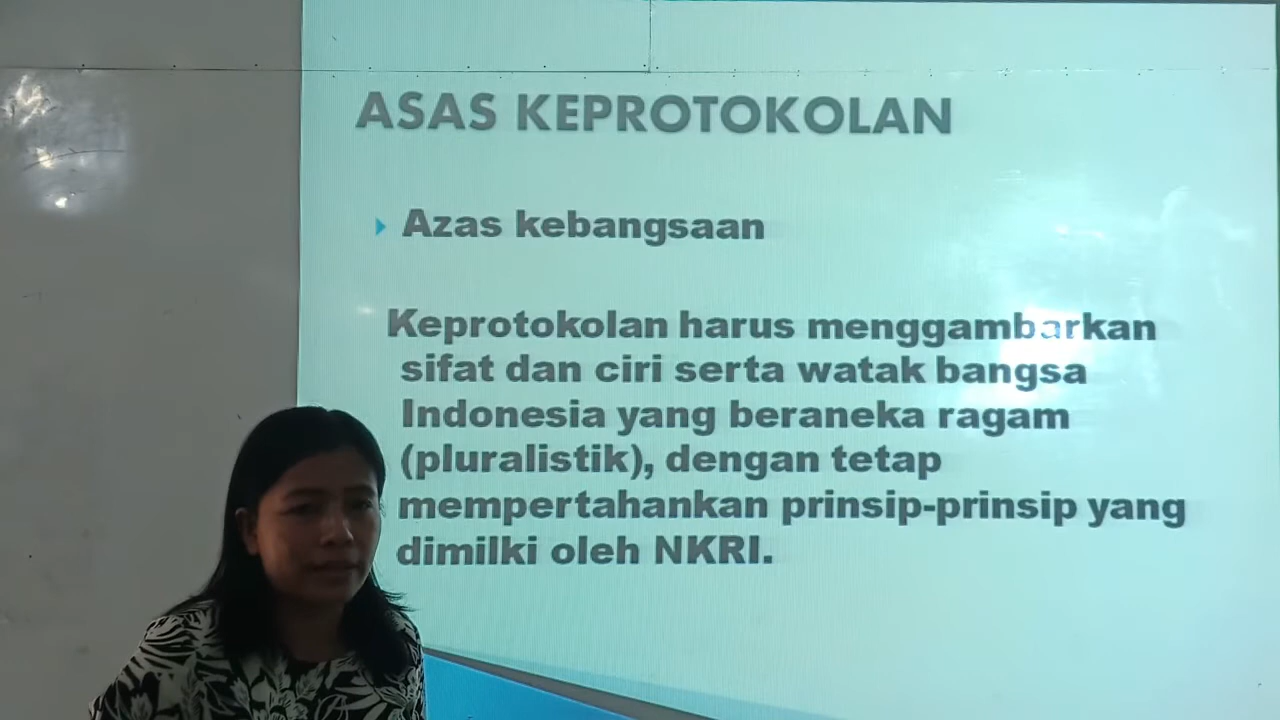 ASAS KEPROTOKOLAN
Azas kebangsaan
Keprotokolan harus menggambarkan
sifat dan ciri serta watak bangsa
Indonesia yang beraneka ragam
(pluralistik), dengan tetap
mempertahankan prinsip-prinsip yang
dimilki oleh NKRI.